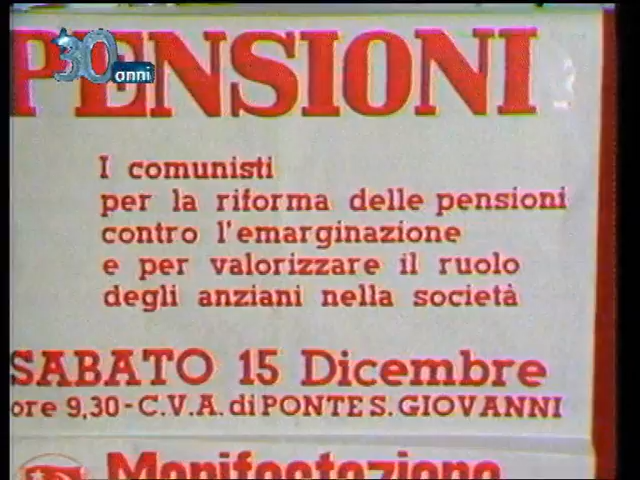 30 anni
PENSIONI
I comunisti
per la riforma delle pensioni
contro l'emarginazione
e per valorizzare il ruolo
degli anziani nella società
SABATO 15 Dicembre
ore 9,30-C.V.A. di PONTE S. GIOVANNI
Manifestazione